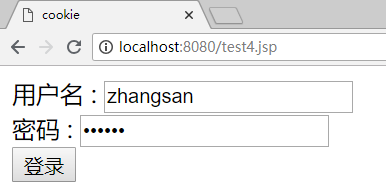 cookie
localhost:8080/test4.jsp
用户名：zhangsan
密码：••••••
登录